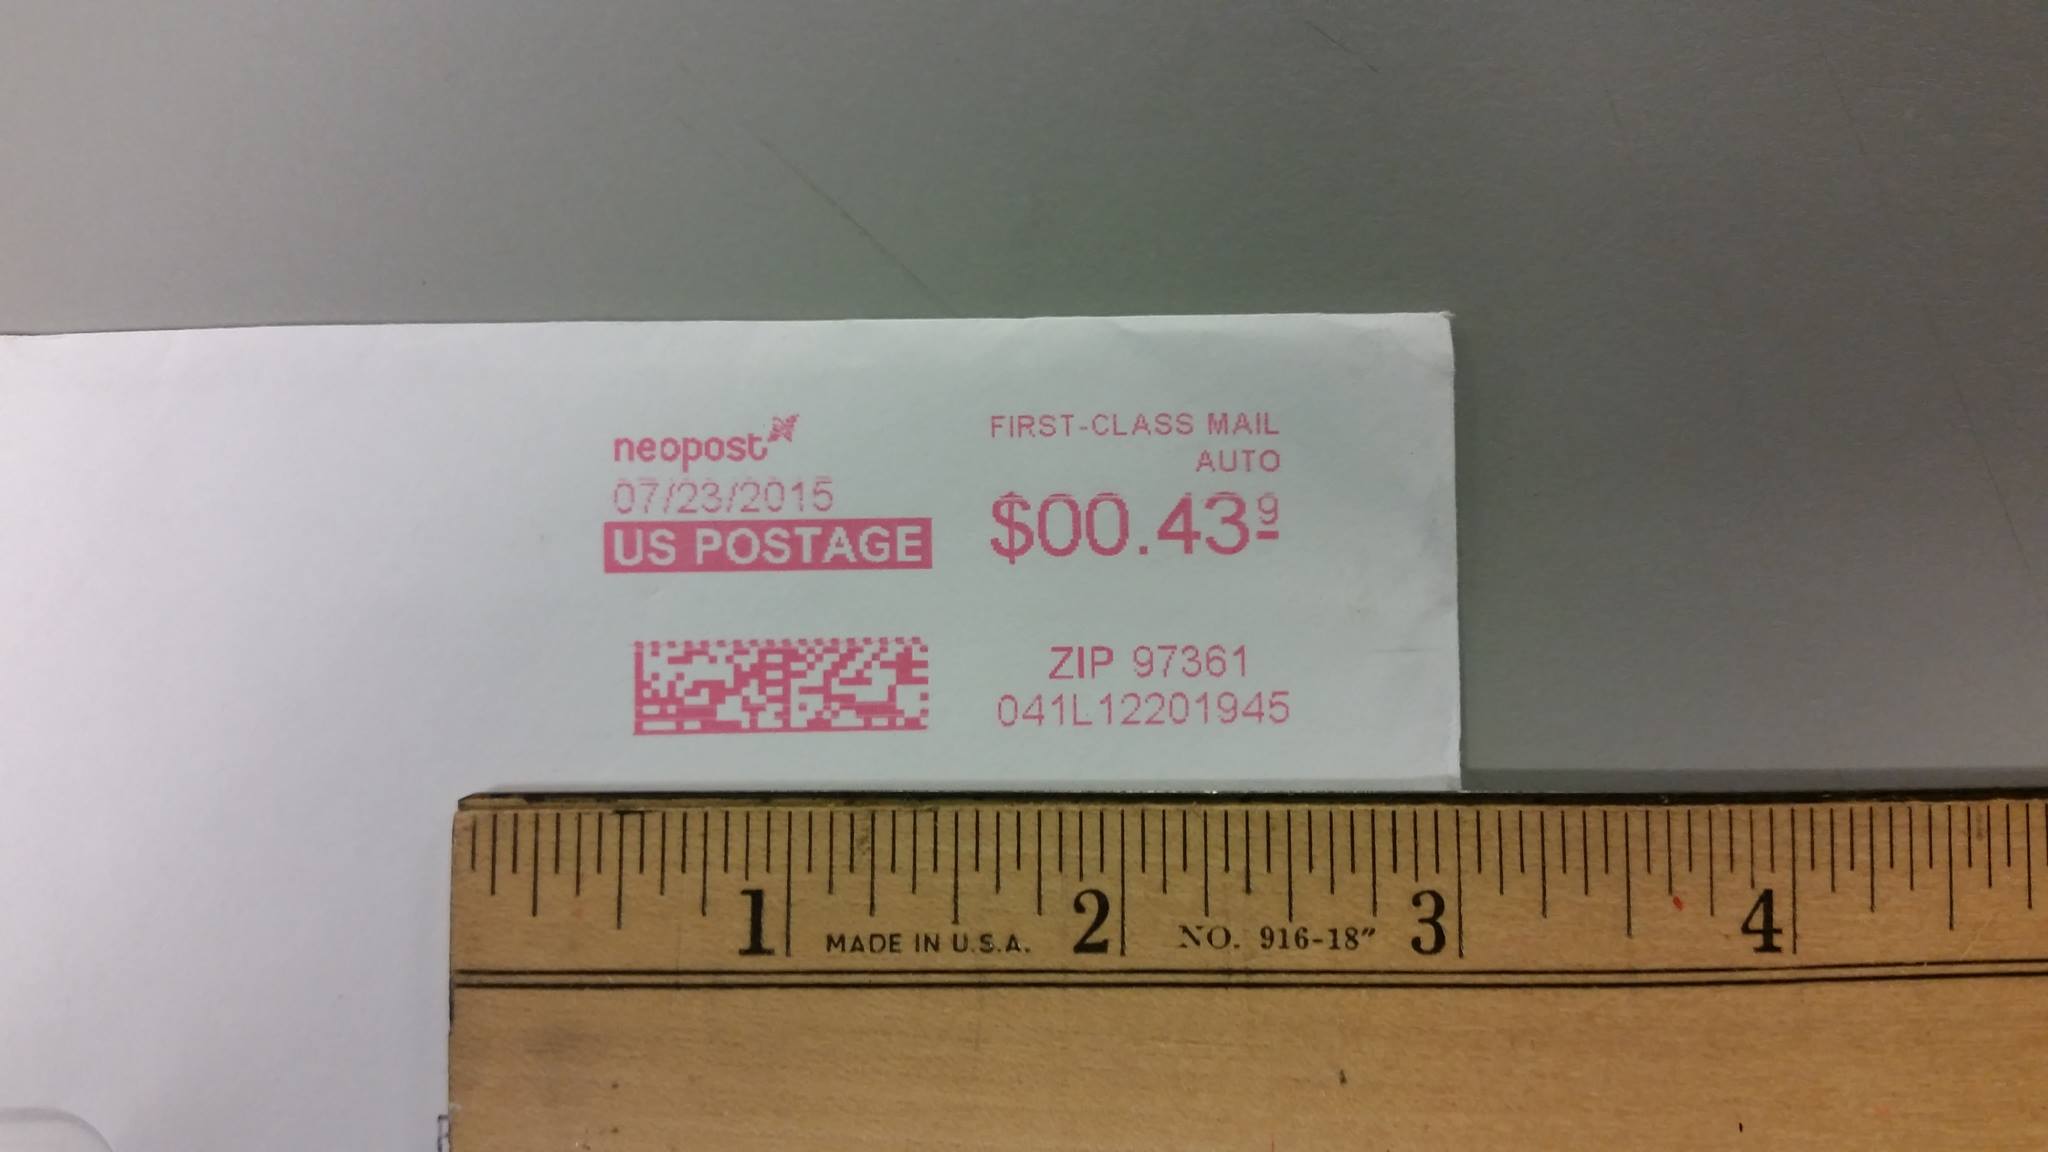 neopost
07/23/2015
US POSTAGE
FIRST-CLASS MAIL
AUTO
$00.43⁹
ZIP 97361
041L12201945
1 2 3 4
MADE IN U.S.A. NO. 916-18"